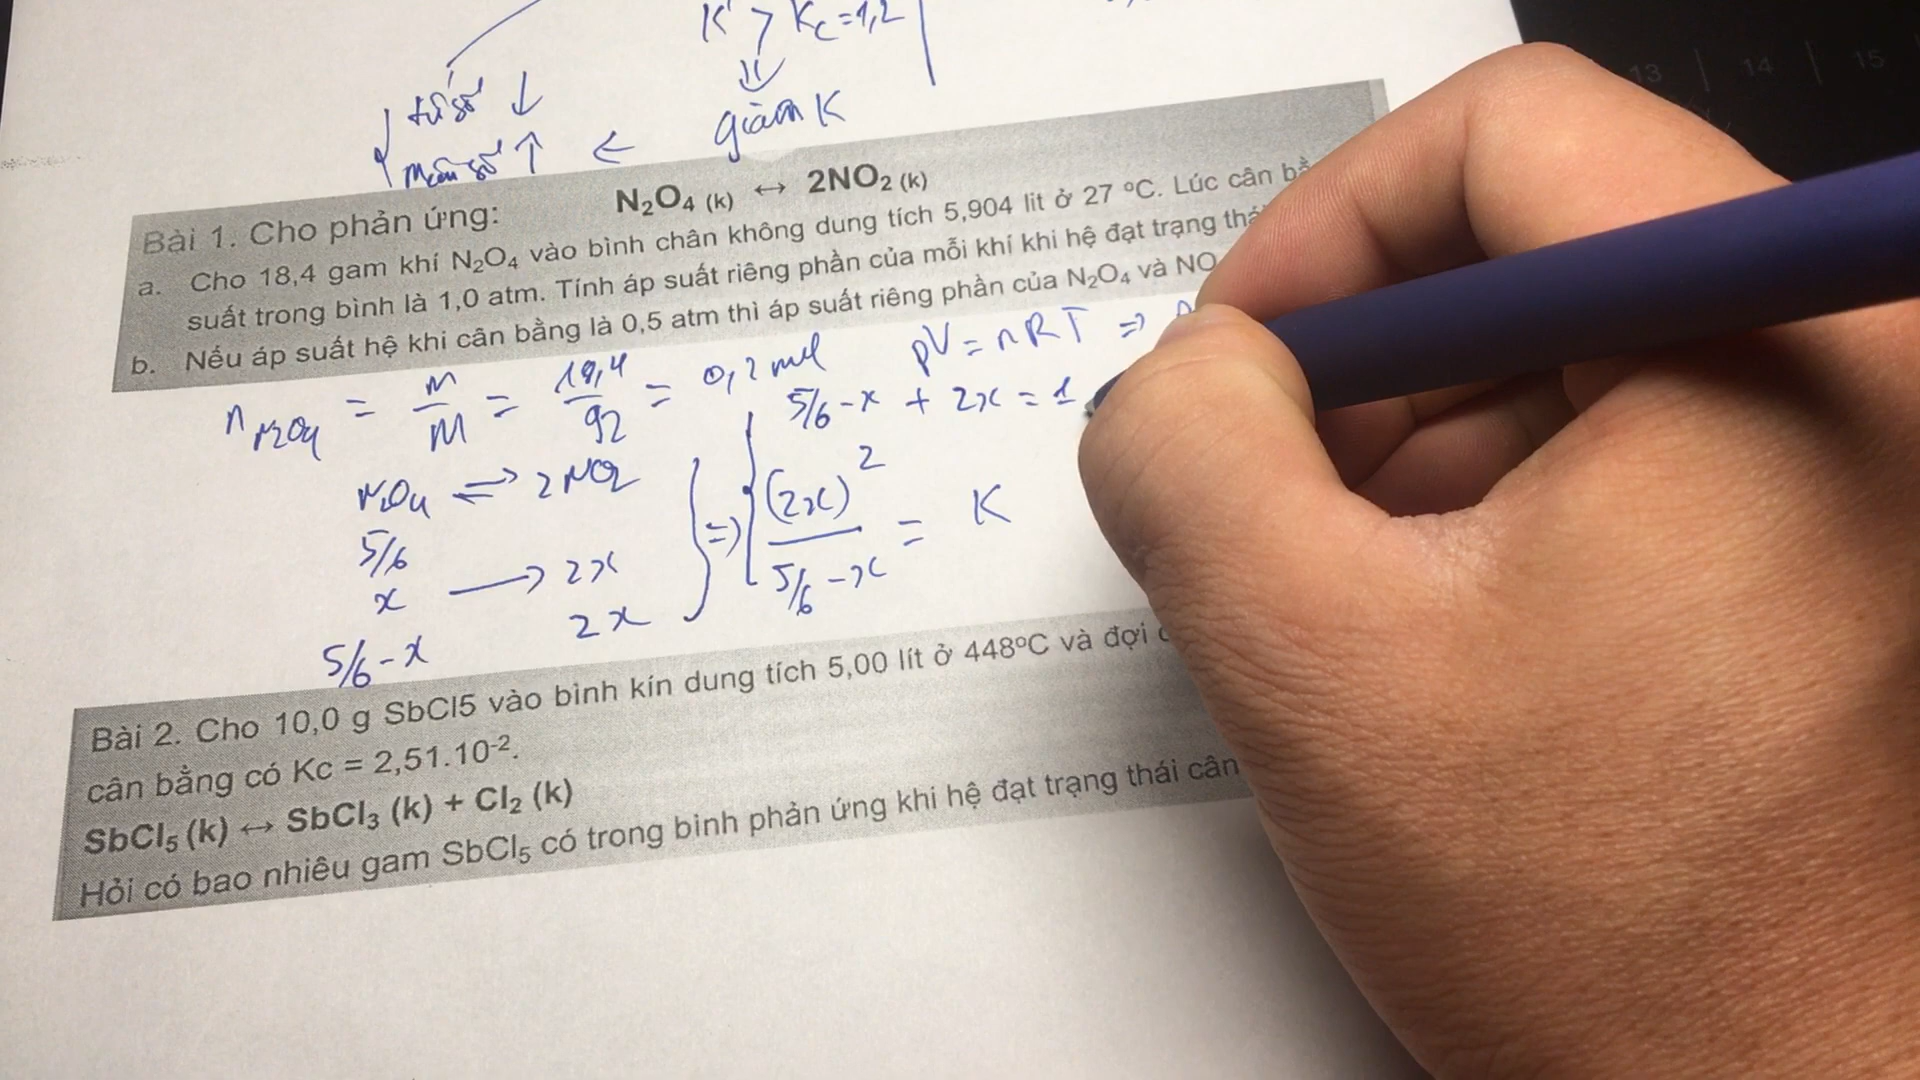 K' > Kc = 1,2
⇓
tử số ↓
mẫu số ↑ ← giảm K
Bài 1. Cho phản ứng: N₂O₄ (k) ↔ 2NO₂ (k)
a. Cho 18,4 gam khí N₂O₄ vào bình chân không dung tích 5,904 lit ở 27 ºC. Lúc cân
suất trong bình là 1,0 atm. Tính áp suất riêng phần của mỗi khí khi hệ đạt trạng
b. Nếu áp suất hệ khi cân bằng là 0,5 atm thì áp suất riêng phần của N₂O₄ và
n N2O4 = m/M = 18,4/92 = 0,2 mol
pV = nRT ⇒
N2O4 ⇌ 2NO2
5/6
x → 2x
5/6 - x 2x
⇒ 5/6 - x + 2x = 1
(2x)²/(5/6 - x) = K
Bài 2. Cho 10,0 g SbCl5 vào bình kín dung tích 5,00 lít ở 448ºC và đợi
cân bằng có Kc = 2,51.10⁻².
SbCl₅ (k) ↔ SbCl₃ (k) + Cl₂ (k)
Hỏi có bao nhiêu gam SbCl₅ có trong bình phản ứng khi hệ đạt trạng thái cân
13 | 14 | 15